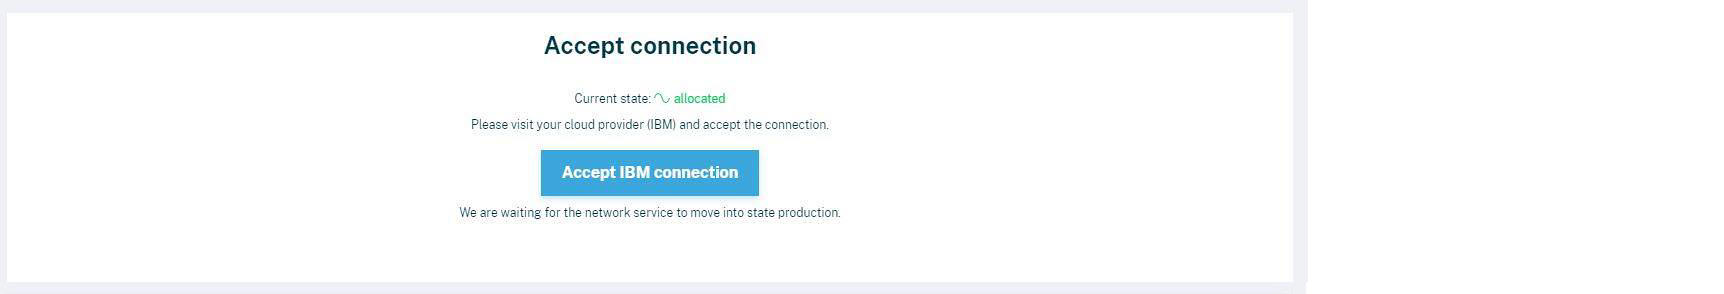 Accept connection
Current state: allocated
Please visit your cloud provider (IBM) and accept the connection.
Accept IBM connection
We are waiting for the network service to move into state production.